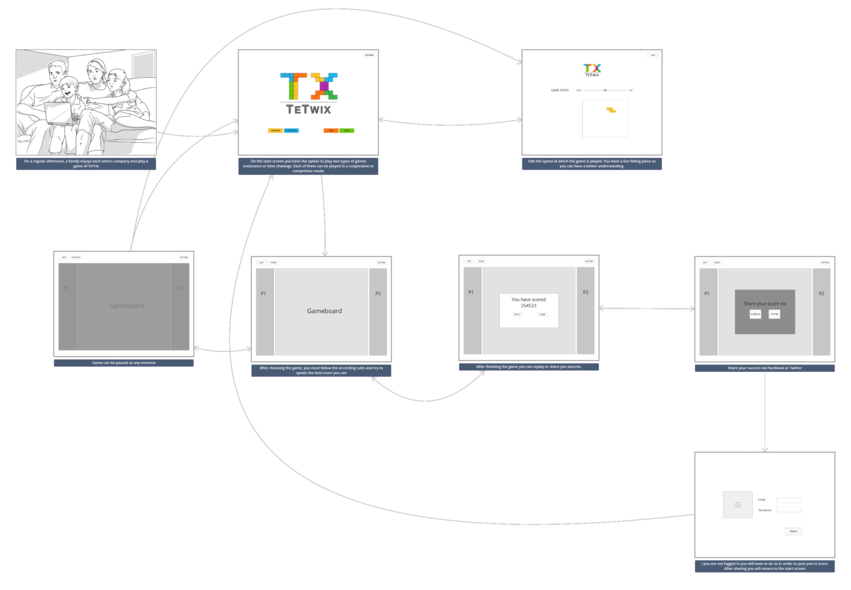 On a regular afternoon, a family enjoys each others company and play a
game of TeTrix
TX
TeTwix
On the start screen you have the option to play two types of games
endurance or time chalenge. Each of them can be played in a cooperative or
competitive mode.
TX
TeTwix
GAME SPEED
Edit the speed at which the game is played. You have a live falling piece so
you can have a better understanding.
P1
Gameboard
P2
Game can be paused at any moment.
P1
Gameboard
P2
After choosing the game, you must follow the according rules and try to
the best score you can
P1
P2
You have scored
254523
After finishing the game you can replay or share you success.
P1
P2
Share your score via
Share your success via Facebook or Twitter
Email
Password
Share
you are not logged in you will have to do so in order to post you're score.
After sharing you will return to the start screen